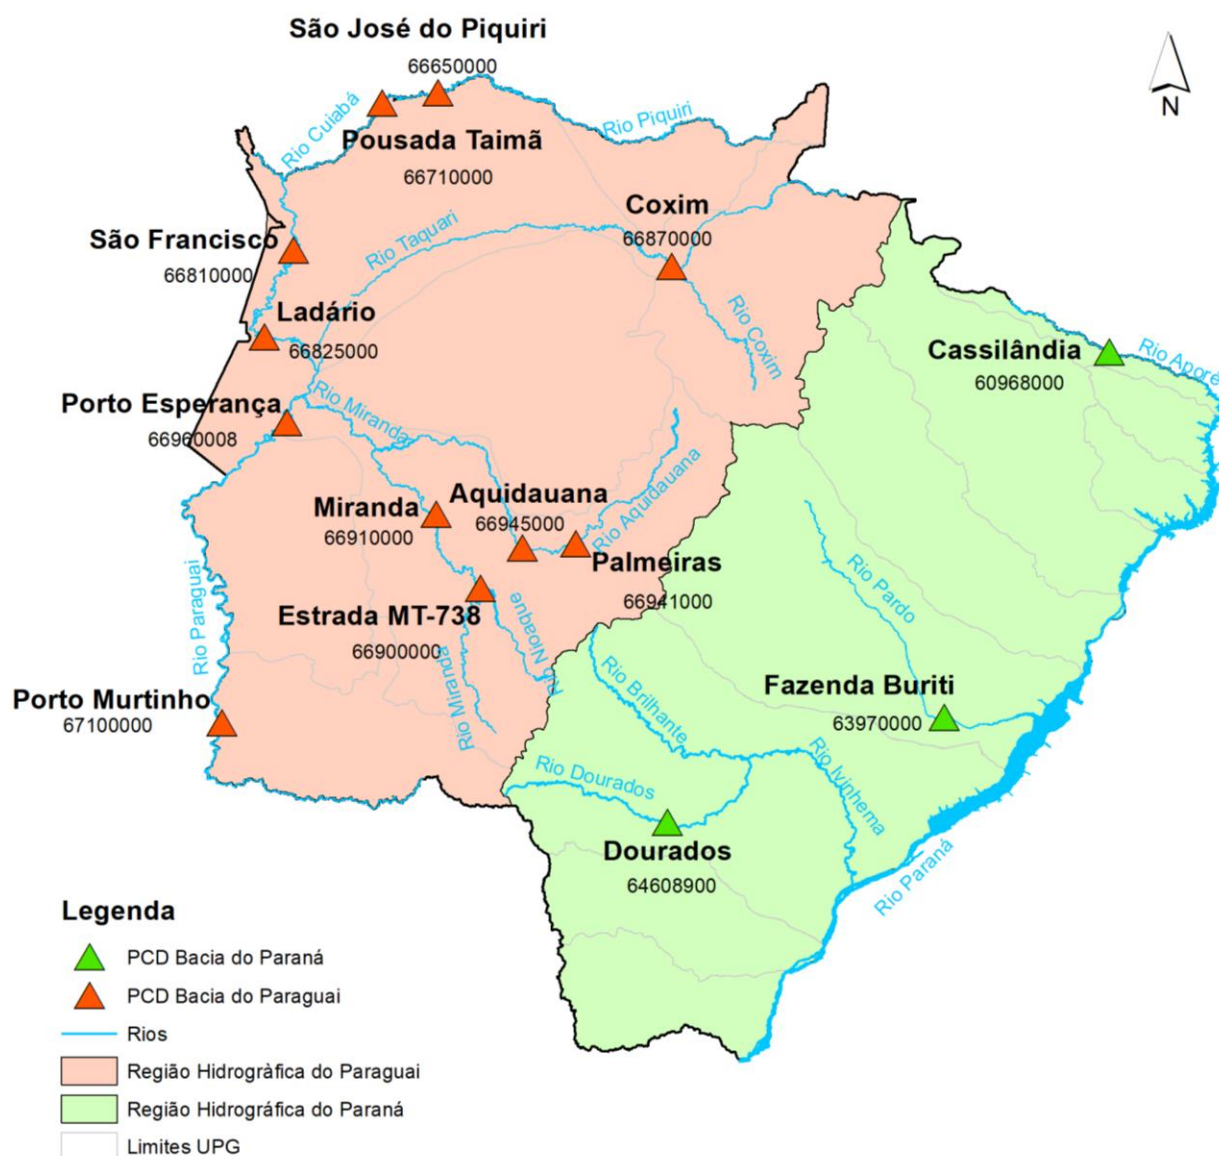 São José do Piquiri
66650000
Rio Cuiabá
Rio Piquiri
N
Pousada Taimã
66710000
Coxim
66870000
São Francisco
66810000
Rio Taquari
Ladário
66825000
Rio Coxim
Cassilândia
60968000
Rio Aporé
Porto Esperança
66960008
Rio Miranda
Aquidauana
66945000
Rio Aquidauana
Miranda
66910000
Palmeiras
66941000
Rio Pardo
Rio Paraguai
Estrada MT-738
66900000
Rio Nioaque
Rio Miranda
Rio Brilhante
Fazenda Buriti
63970000
Porto Murtinho
67100000
Rio Dourados
Rio Ivinhema
Dourados
64608900
Rio Paraná
Legenda
PCD Bacia do Paraná
PCD Bacia do Paraguai
Rios
Região Hidrogràfica do Paraguai
Região Hidrográfica do Paraná
Limites UPG